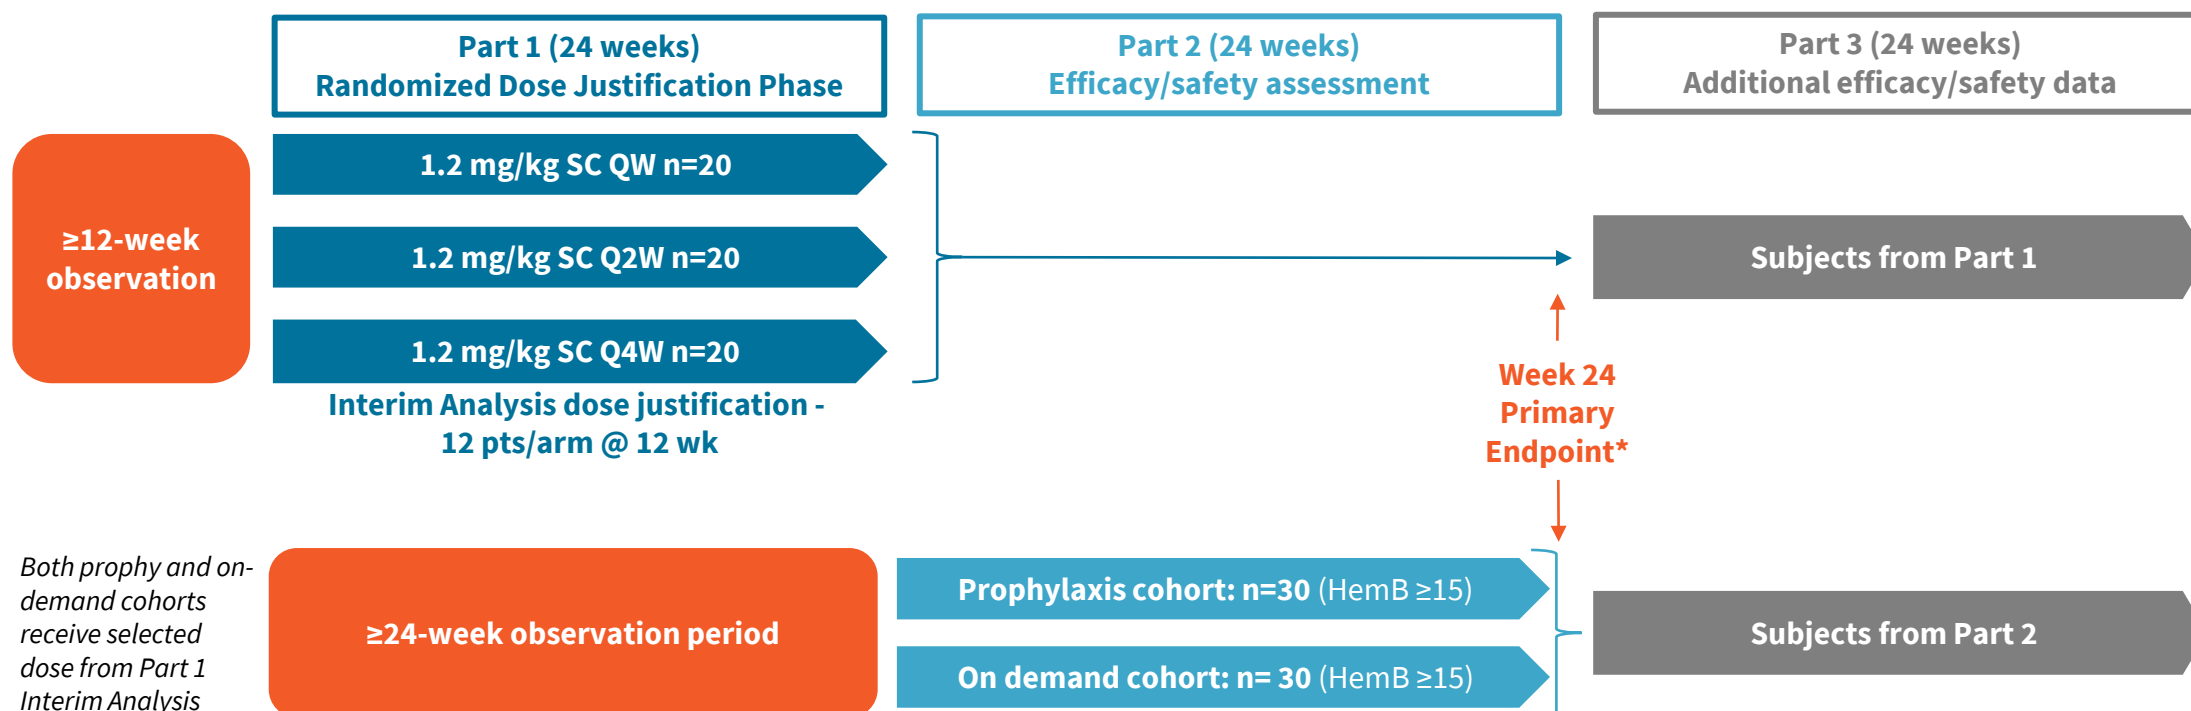 Part 1 (24 weeks)
Randomized Dose Justification Phase
Part 2 (24 weeks)
Efficacy/safety assessment
Part 3 (24 weeks)
Additional efficacy/safety data
≥12-week
observation
1.2 mg/kg SC QW n=20
1.2 mg/kg SC Q2W n=20
1.2 mg/kg SC Q4W n=20
Interim Analysis dose justification -
12 pts/arm @ 12 wk
Subjects from Part 1
Week 24
Primary
Endpoint*
Both prophy and on-
demand cohorts
receive selected
dose from Part 1
Interim Analysis
≥24-week observation period
Prophylaxis cohort: n=30 (HemB ≥15)
On demand cohort: n= 30 (HemB ≥15)
Subjects from Part 2